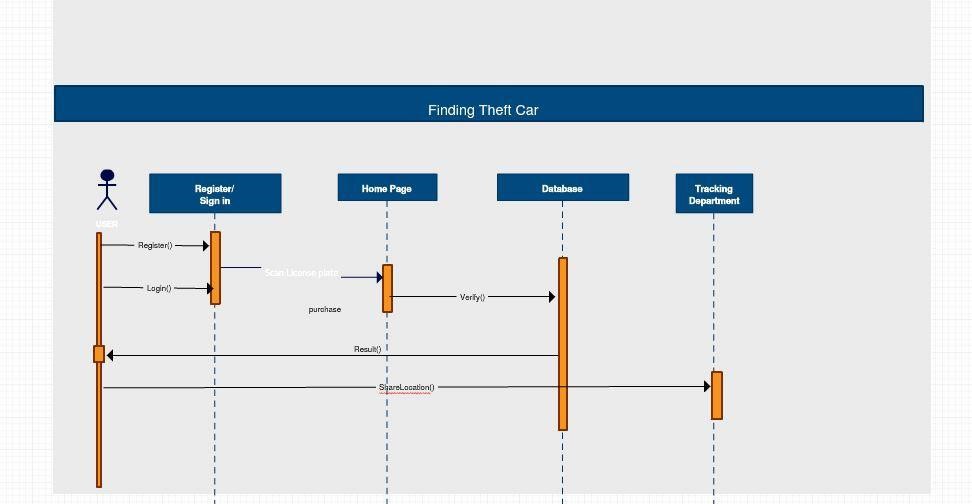 Finding Theft Car
Register/
Sign in
Home Page
Database
Tracking
Department
USER
Register()
Scan License plate
Login()
Verify()
purchase
Result()
ShareLocation()